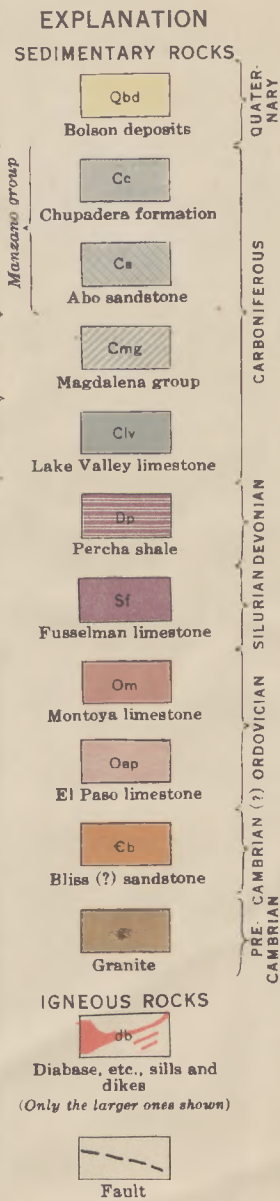 EXPLANATION
SEDIMENTARY ROCKS
Qbd
Bolson deposits
QUATER-
NARY
Manzano group
Cc
Chupadera formation
Ca
Abo sandstone
Cmg
Magdalena group
Clv
Lake Valley limestone
CARBONIFEROUS
Dp
Percha shale
DEVONIAN
Sf
Fusselman limestone
SILURIAN
Om
Montoya limestone
Oep
El Paso limestone
ORDOVICIAN
Ꞓb
Bliss (?) sandstone
CAMBRIAN (?)
Granite
PRE-
CAMBRIAN
IGNEOUS ROCKS
db
Diabase, etc., sills and
dikes
(Only the larger ones shown)
Fault